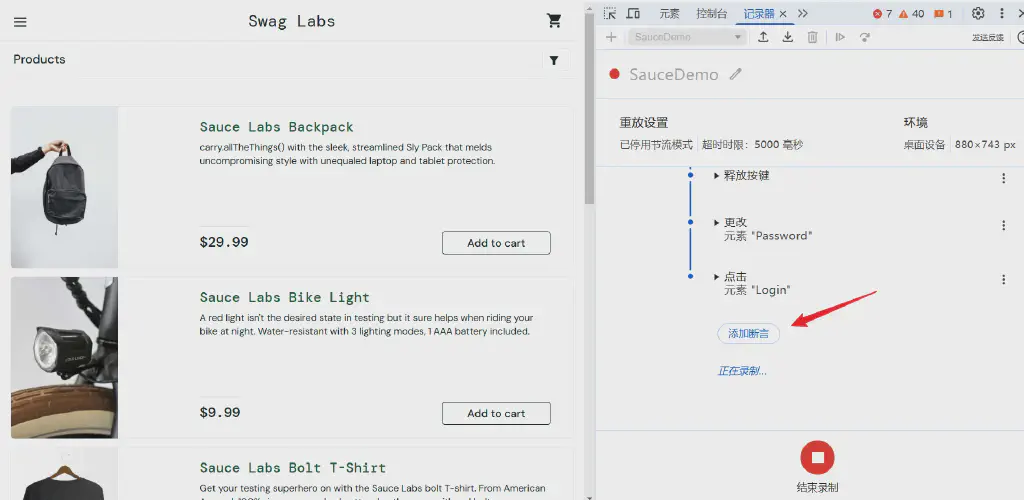 Swag Labs
Products
Sauce Labs Backpack
carry.allTheThings() with the sleek, streamlined Sly Pack that melds
uncompromising style with unequaled laptop and tablet protection.
$29.99
Add to cart
Sauce Labs Bike Light
A red light isn't the desired state in testing but it sure helps when riding your
bike at night. Water-resistant with 3 lighting modes, 1 AAA battery included.
$9.99
Add to cart
Sauce Labs Bolt T-Shirt
Get your testing superhero on with the Sauce Labs bolt T-shirt. From American
元素 控制台 记录器 7 40 1
SauceDemo 发送反馈
SauceDemo
重放设置 环境
已停用节流模式 超时时限：5000 毫秒 桌面设备 880×743 px
释放按键
更改
元素 "Password"
点击
元素 "Login"
添加断言
正在录制...
结束录制